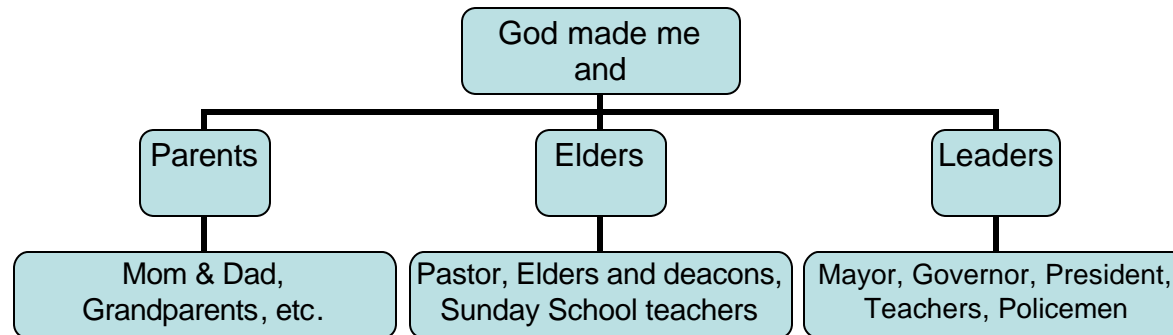 God made me
and
Parents
Elders
Leaders
Mom & Dad,
Grandparents, etc.
Pastor, Elders and deacons,
Sunday School teachers
Mayor, Governor, President,
Teachers, Policemen